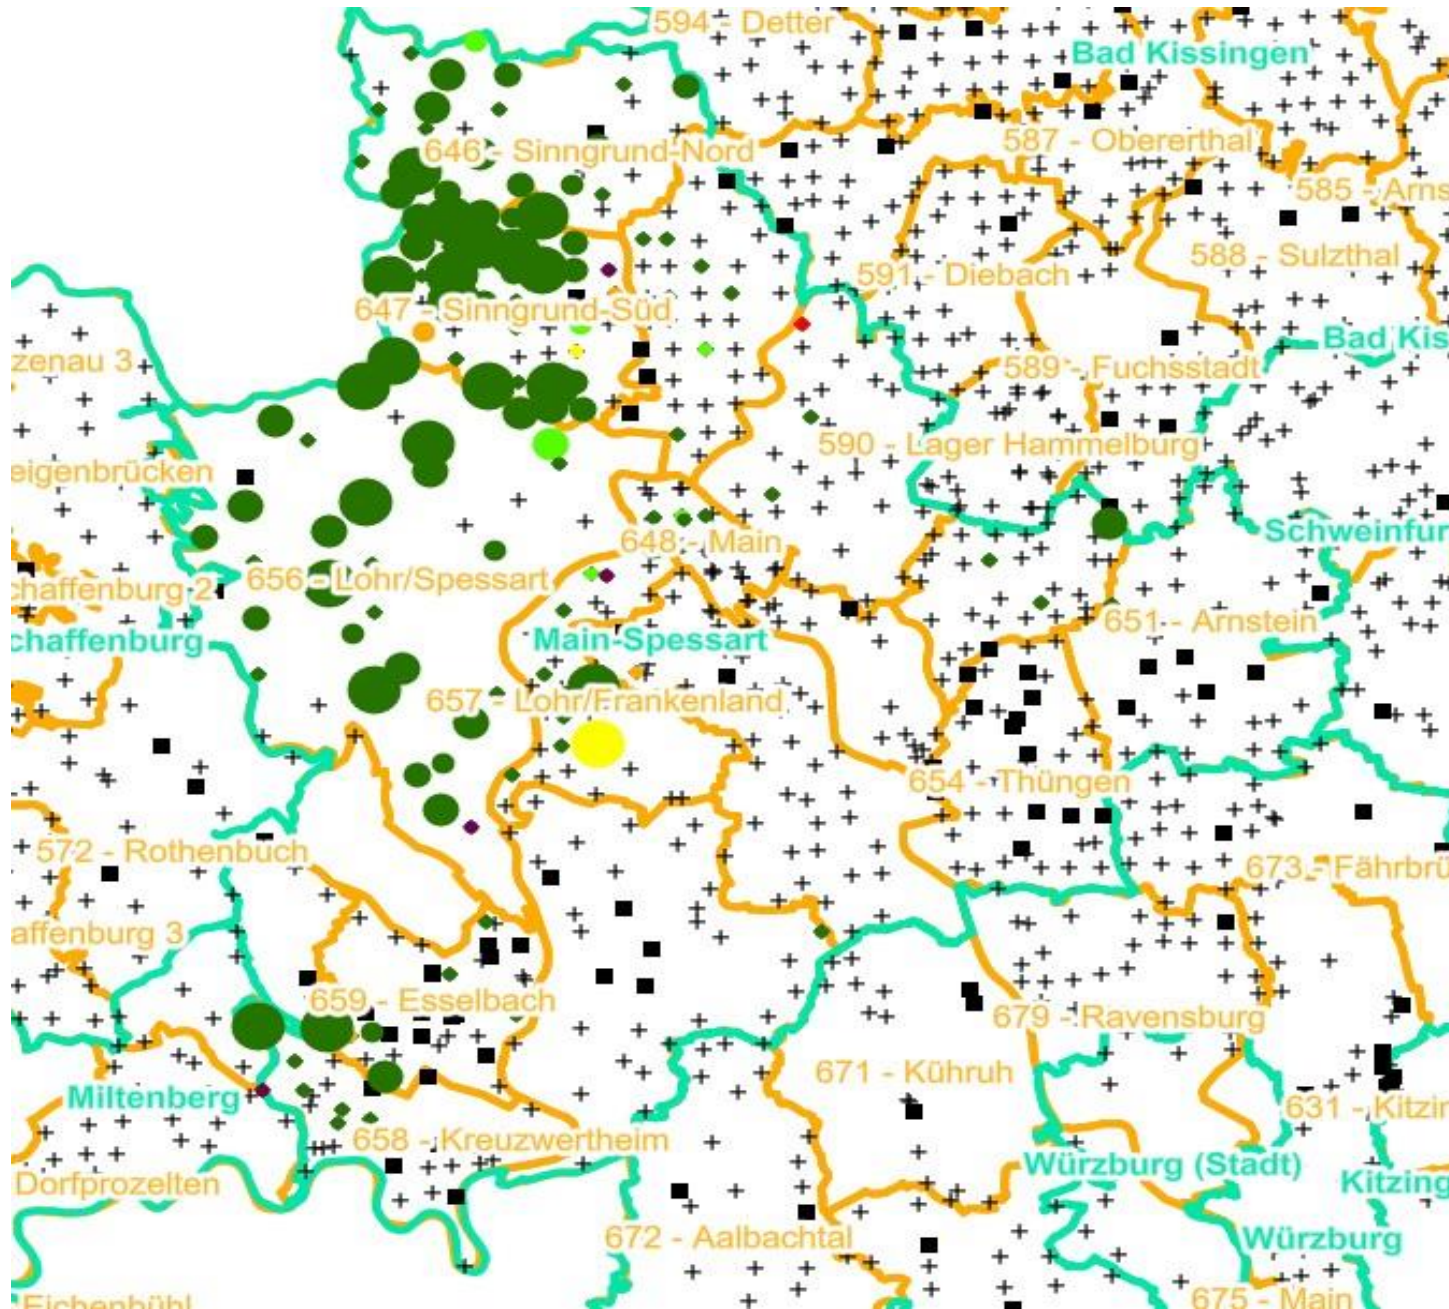 594 - Detter
Bad Kissingen
587 - Obererthal
646 - Sinngrund-Nord
585 - Arns
588 - Sulzthal
591 - Diebach
647 - Sinngrund-Süd
Bad Kis
zenau 3
589 - Fuchsstadt
590 - Lager Hammelburg
eigenbrücken
Schweinfur
648 - Main
656 - Lohr/Spessart
chaffenburg 2
651 - Arnstein
chaffenburg
Main-Spessart
657 - Lohr/Frankenland
654 - Thüngen
572 - Rothenbuch
673 - Fährbrü
affenburg 3
659 - Esselbach
679 - Ravensburg
671 - Kühruh
Miltenberg
631 - Kitzin
658 - Kreuzwertheim
Würzburg (Stadt)
Dorfprozelten
Kitzing
672 - Aalbachtal
Würzburg
675 - Main
Eichenbühl